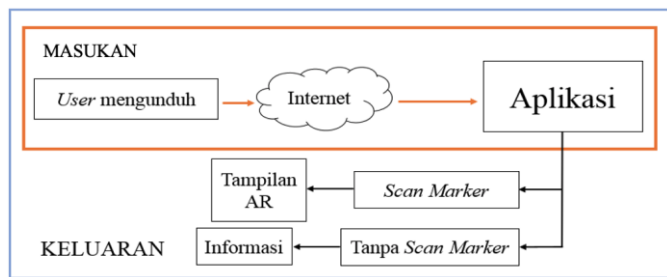 MASUKAN
User mengunduh
Internet
Aplikasi
Tampilan
AR
Scan Marker
KELUARAN
Informasi
Tanpa Scan Marker